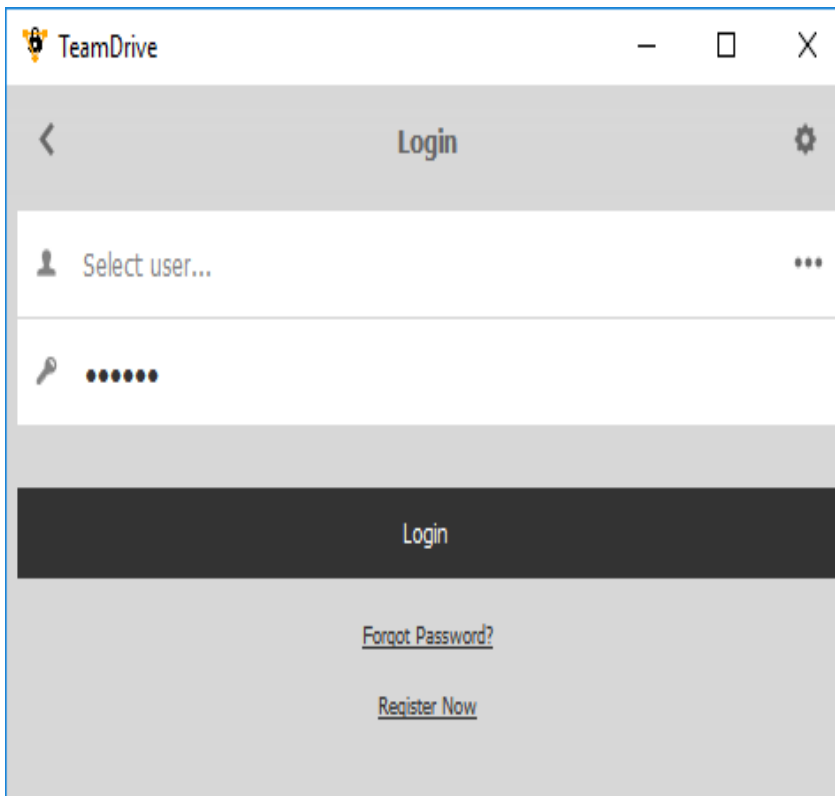 TeamDrive
Login
Select user...
••••••
Login
Forgot Password?
Register Now